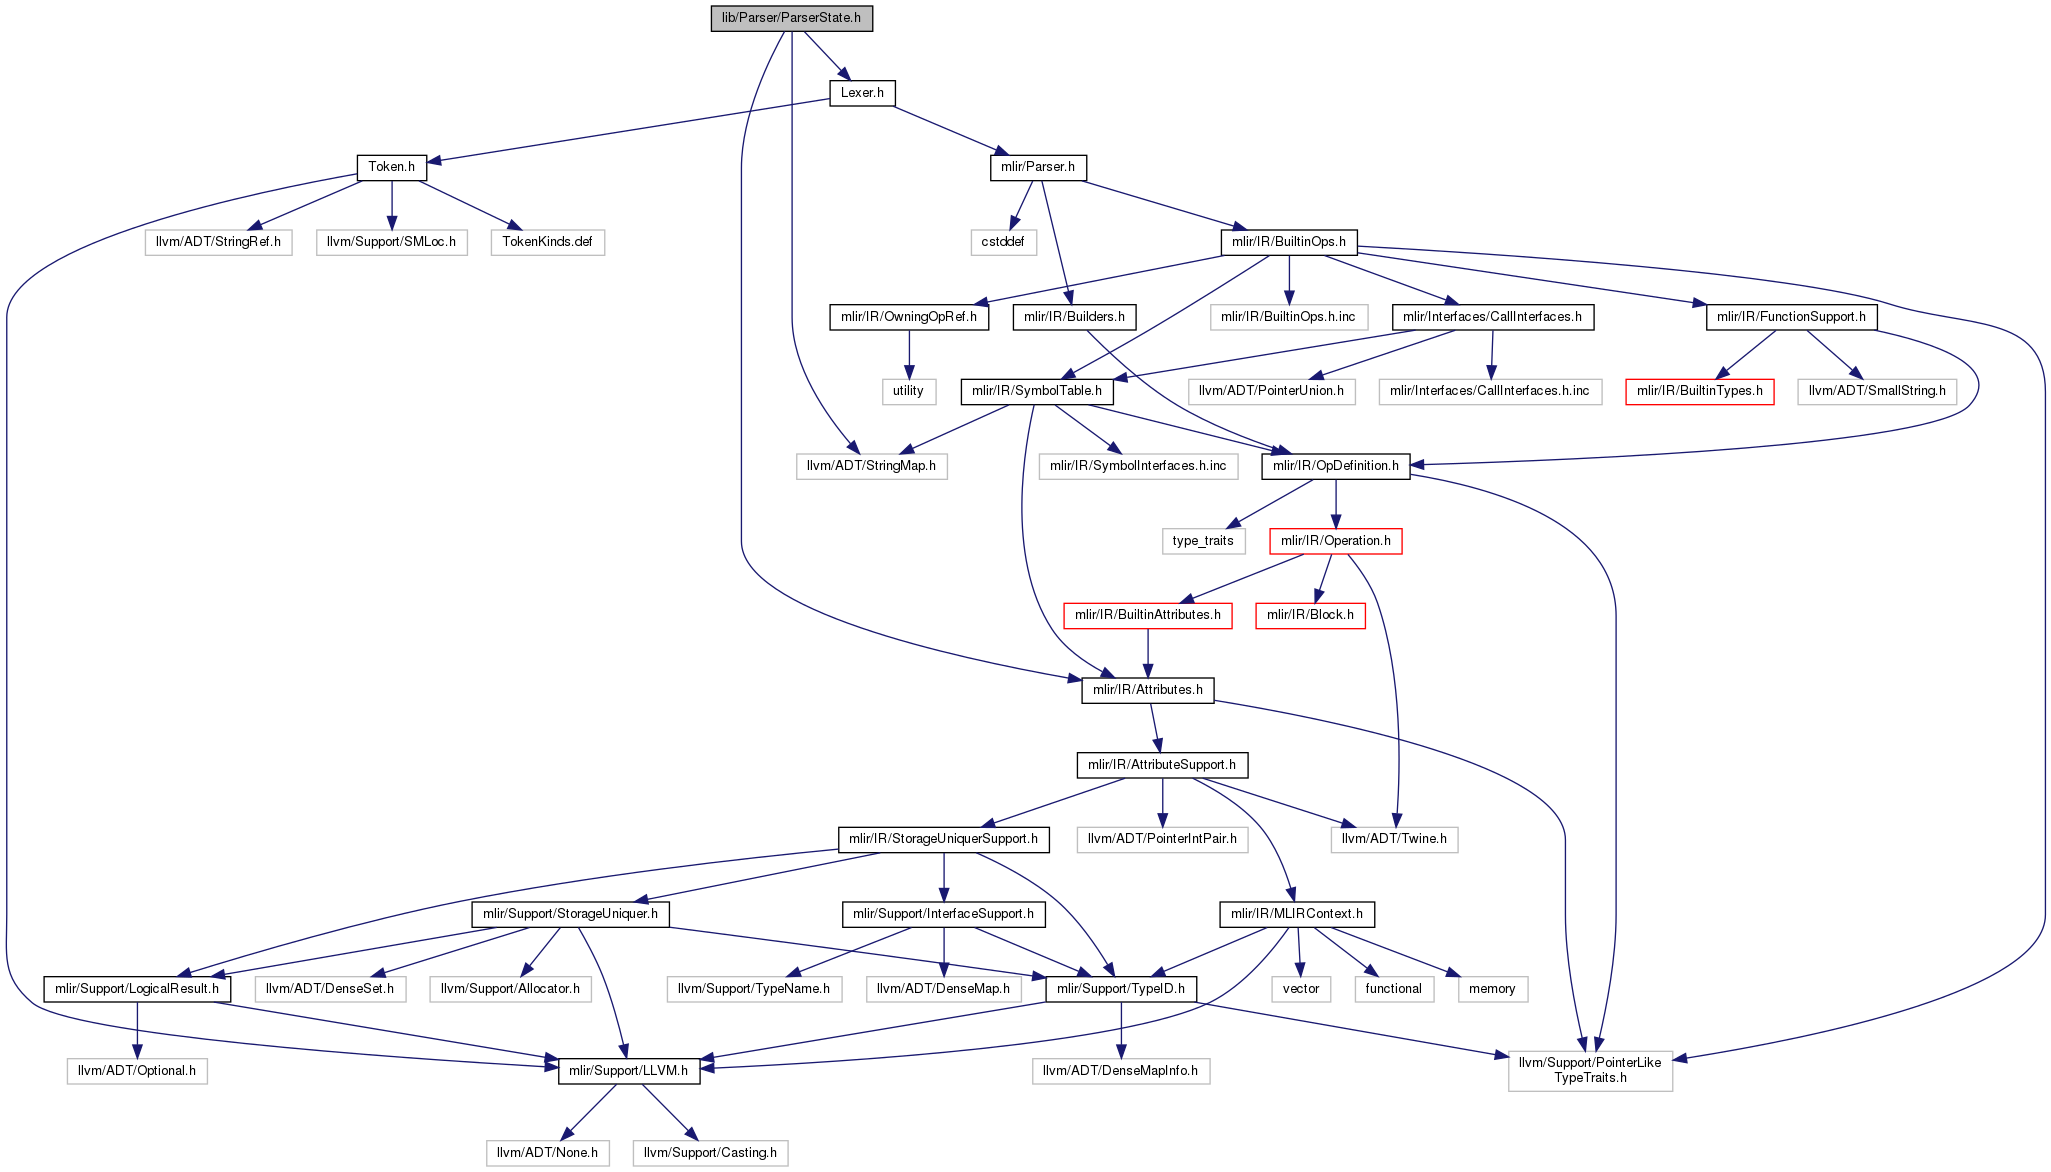 lib/Parser/ParserState.h
Lexer.h
Token.h
mlir/Parser.h
llvm/ADT/StringRef.h
llvm/Support/SMLoc.h
TokenKinds.def
cstddef
mlir/IR/BuiltinOps.h
mlir/IR/OwningOpRef.h
mlir/IR/Builders.h
mlir/IR/BuiltinOps.h.inc
mlir/Interfaces/CallInterfaces.h
mlir/IR/FunctionSupport.h
utility
mlir/IR/SymbolTable.h
llvm/ADT/PointerUnion.h
mlir/Interfaces/CallInterfaces.h.inc
mlir/IR/BuiltinTypes.h
llvm/ADT/SmallString.h
llvm/ADT/StringMap.h
mlir/IR/SymbolInterfaces.h.inc
mlir/IR/OpDefinition.h
type_traits
mlir/IR/Operation.h
mlir/IR/BuiltinAttributes.h
mlir/IR/Block.h
mlir/IR/Attributes.h
mlir/IR/AttributeSupport.h
mlir/IR/StorageUniquerSupport.h
llvm/ADT/PointerIntPair.h
llvm/ADT/Twine.h
mlir/Support/StorageUniquer.h
mlir/Support/InterfaceSupport.h
mlir/IR/MLIRContext.h
mlir/Support/LogicalResult.h
llvm/ADT/DenseSet.h
llvm/Support/Allocator.h
llvm/Support/TypeName.h
llvm/ADT/DenseMap.h
mlir/Support/TypeID.h
vector
functional
memory
llvm/ADT/Optional.h
mlir/Support/LLVM.h
llvm/ADT/DenseMapInfo.h
llvm/Support/PointerLike
TypeTraits.h
llvm/ADT/None.h
llvm/Support/Casting.h